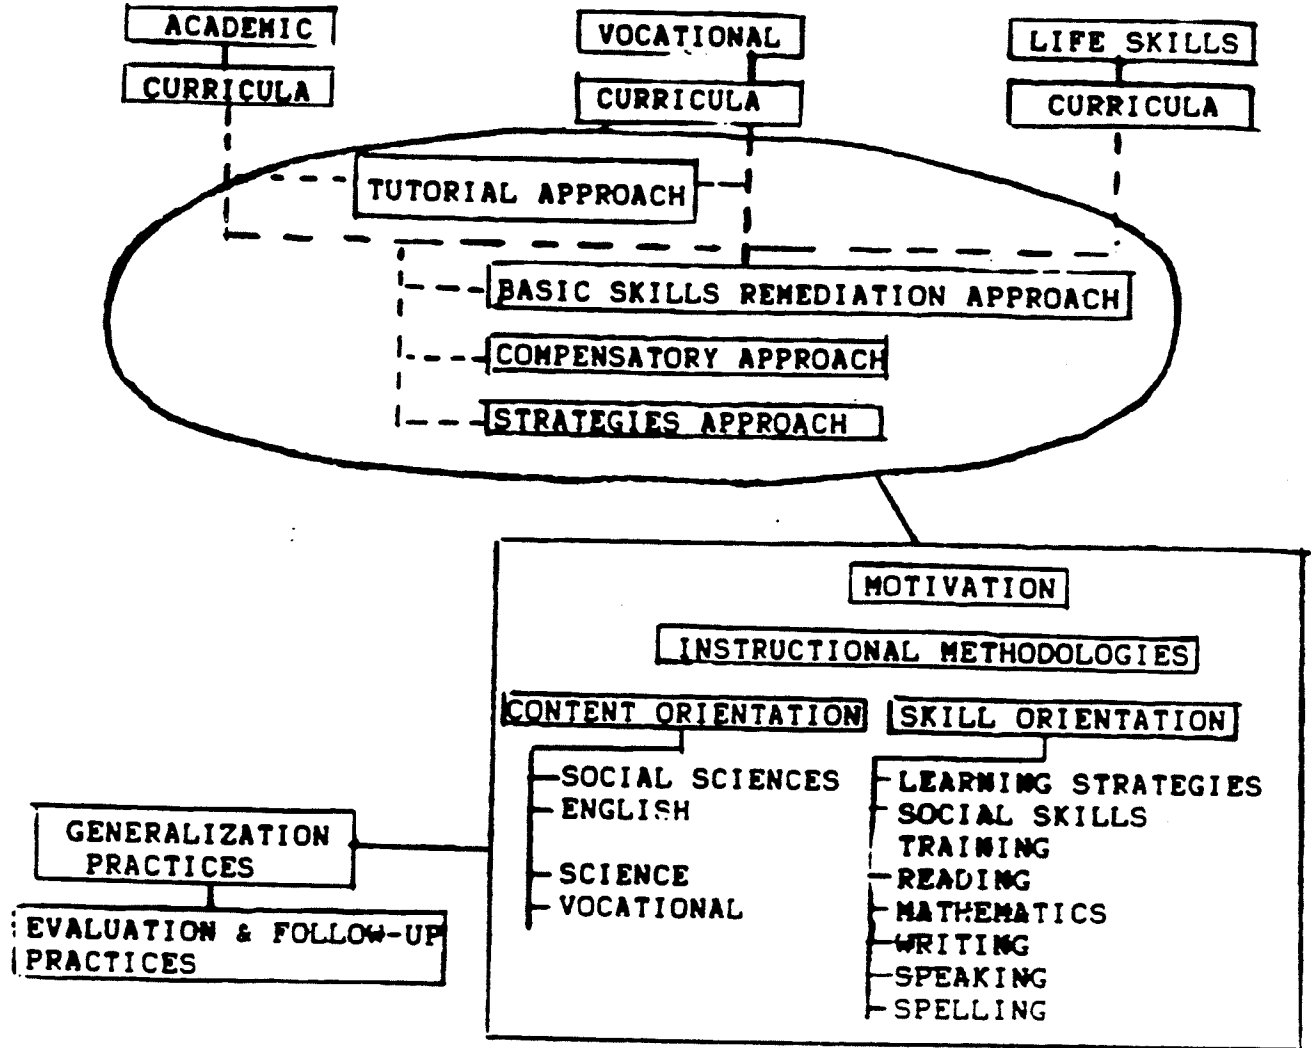 ACADEMIC
CURRICULA
VOCATIONAL
CURRICULA
LIFE SKILLS
CURRICULA
TUTORIAL APPROACH
BASIC SKILLS REMEDIATION APPROACH
COMPENSATORY APPROACH
STRATEGIES APPROACH
MOTIVATION
INSTRUCTIONAL METHODOLOGIES
CONTENT ORIENTATION
SOCIAL SCIENCES
ENGLISH
SCIENCE
VOCATIONAL
SKILL ORIENTATION
LEARNING STRATEGIES
SOCIAL SKILLS
TRAINING
READING
MATHEMATICS
WRITING
SPEAKING
SPELLING
GENERALIZATION
PRACTICES
EVALUATION & FOLLOW-UP
PRACTICES